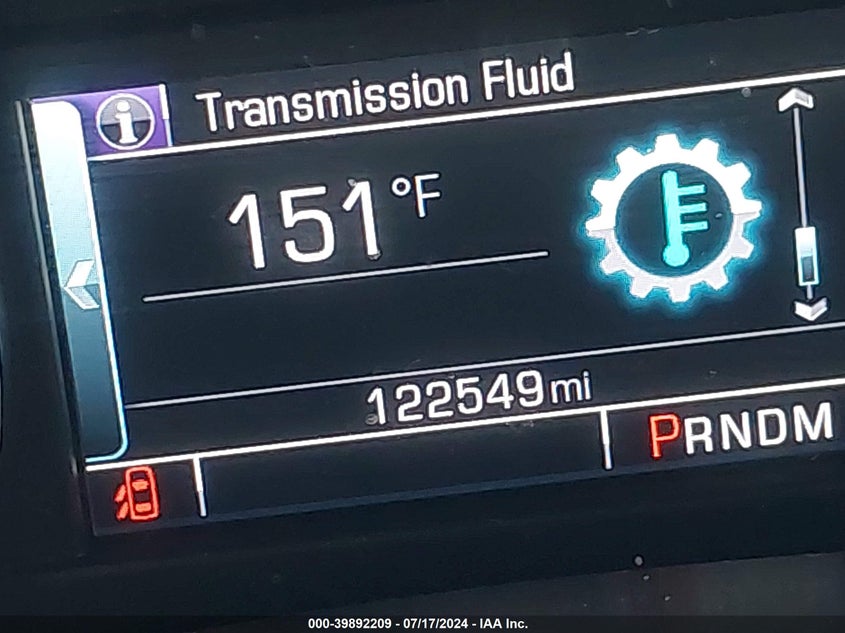 Transmission Fluid
151°F
122549mi
PRNDM
000-39892209 - 07/17/2024 - IAA Inc.